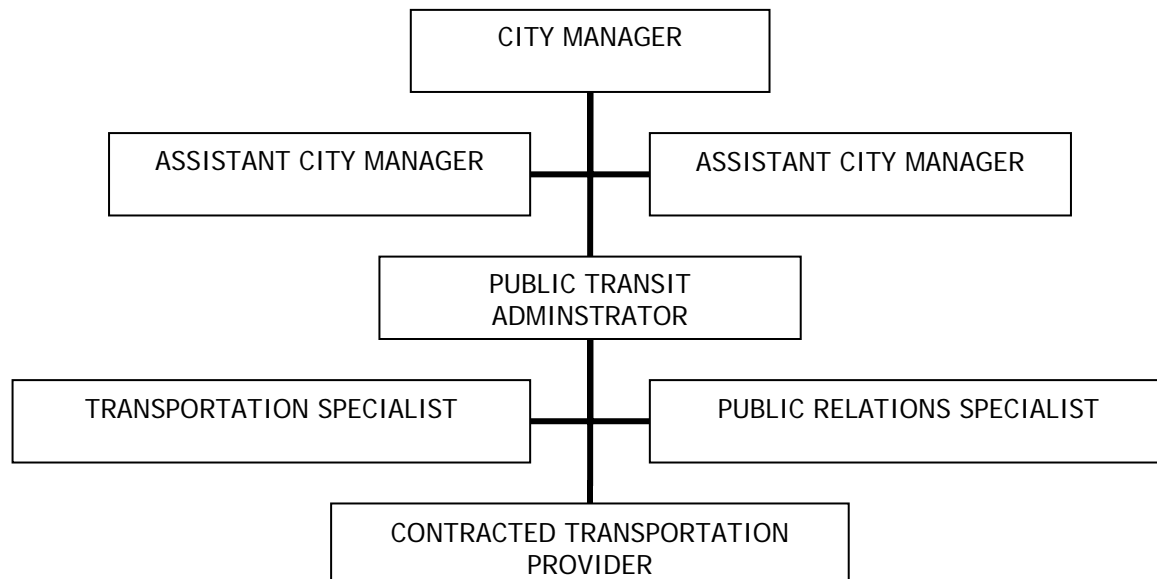 CITY MANAGER
ASSISTANT CITY MANAGER
ASSISTANT CITY MANAGER
PUBLIC TRANSIT
ADMINSTRATOR
TRANSPORTATION SPECIALIST
PUBLIC RELATIONS SPECIALIST
CONTRACTED TRANSPORTATION
PROVIDER